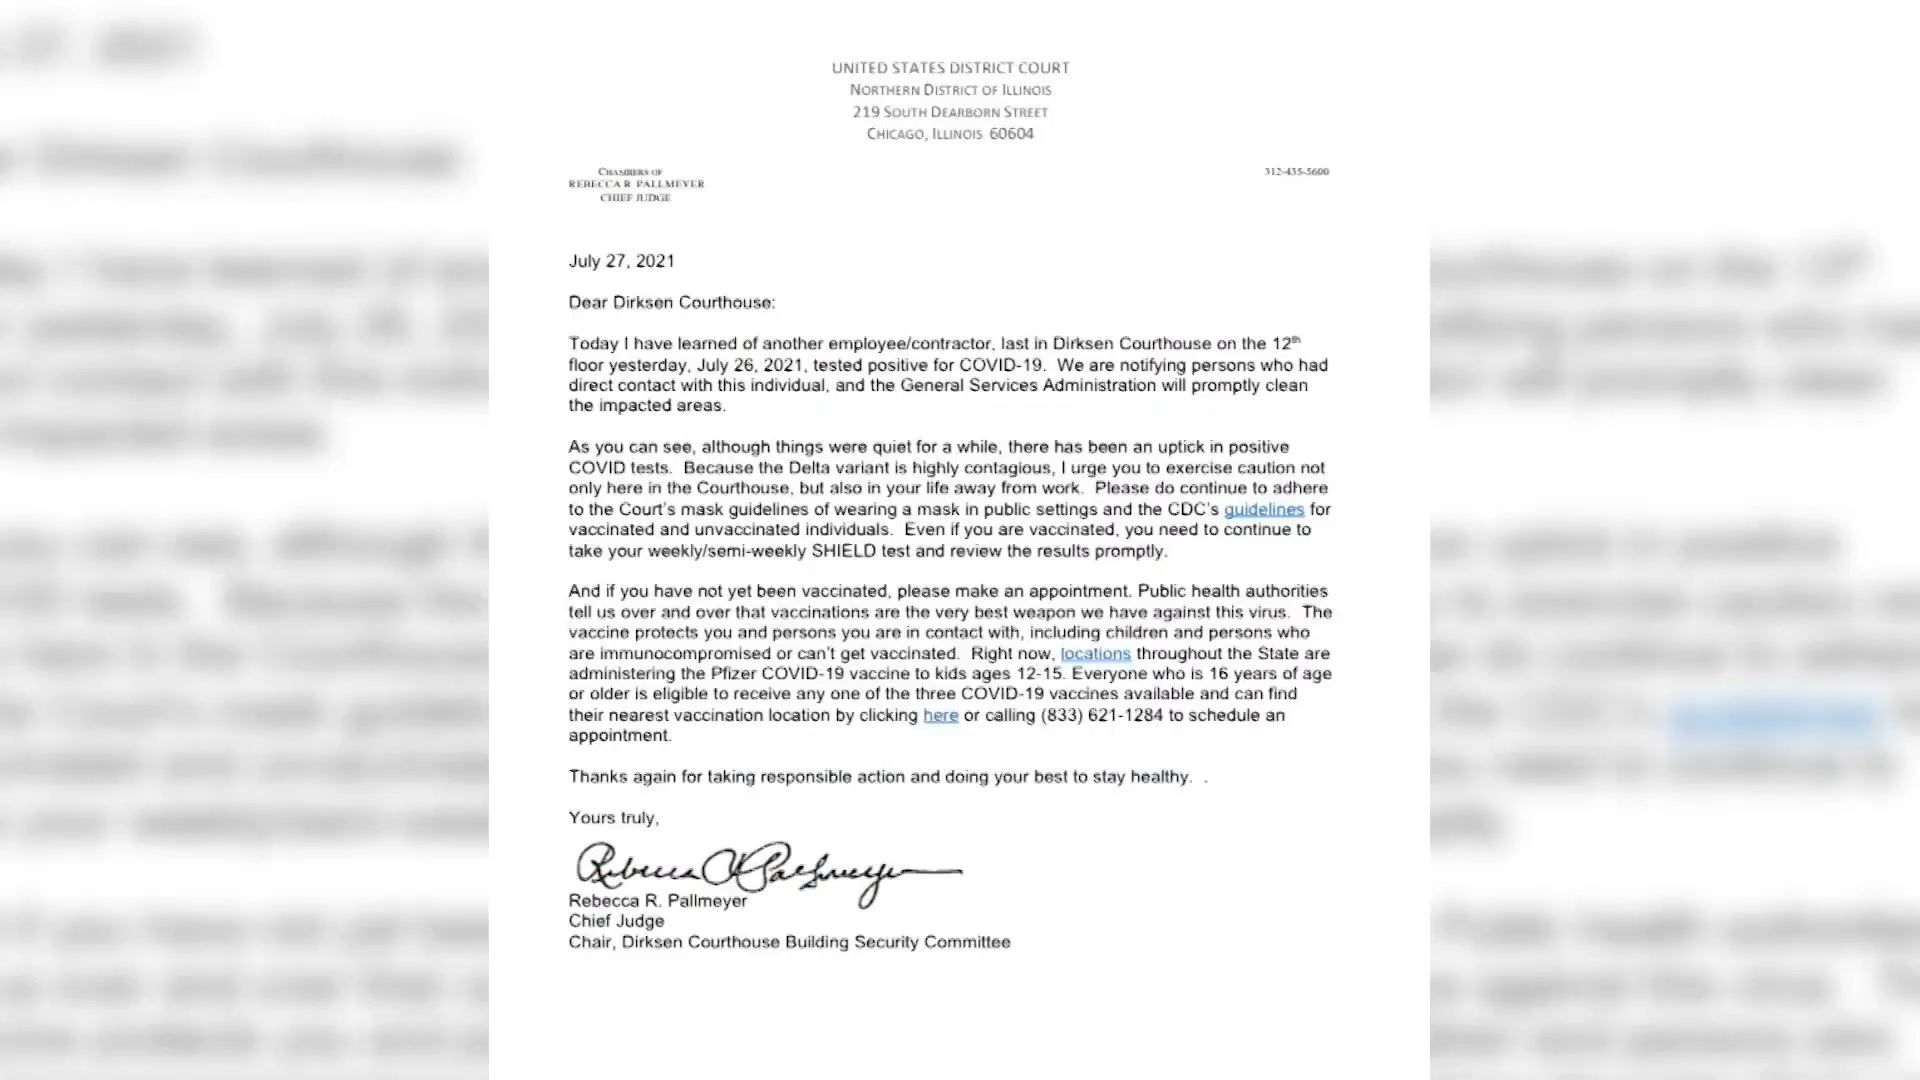 UNITED STATES DISTRICT COURT
NORTHERN DISTRICT OF ILLINOIS
219 SOUTH DEARBORN STREET
CHICAGO, ILLINOIS 60604
CHAMBERS OF
REBECCA R. PALLMEYER
CHIEF JUDGE
312-435-5600
July 27, 2021
Dear Dirksen Courthouse:
Today I have learned of another employee/contractor, last in Dirksen Courthouse on the 12th
floor yesterday, July 26, 2021, tested positive for COVID-19. We are notifying persons who had
direct contact with this individual, and the General Services Administration will promptly clean
the impacted areas.
As you can see, although things were quiet for a while, there has been an uptick in positive
COVID tests. Because the Delta variant is highly contagious, I urge you to exercise caution not
only here in the Courthouse, but also in your life away from work. Please do continue to adhere
to the Court's mask guidelines of wearing a mask in public settings and the CDC's guidelines for
vaccinated and unvaccinated individuals. Even if you are vaccinated, you need to continue to
take your weekly/semi-weekly SHIELD test and review the results promptly.
And if you have not yet been vaccinated, please make an appointment. Public health authorities
tell us over and over that vaccinations are the very best weapon we have against this virus. The
vaccine protects you and persons you are in contact with, including children and persons who
are immunocompromised or can't get vaccinated. Right now, locations throughout the State are
administering the Pfizer COVID-19 vaccine to kids ages 12-15. Everyone who is 16 years of age
or older is eligible to receive any one of the three COVID-19 vaccines available and can find
their nearest vaccination location by clicking here or calling (833) 621-1284 to schedule an
appointment.
Thanks again for taking responsible action and doing your best to stay healthy. .
Yours truly,
Rebecca R Pallmeyer
Rebecca R. Pallmeyer
Chief Judge
Chair, Dirksen Courthouse Building Security Committee